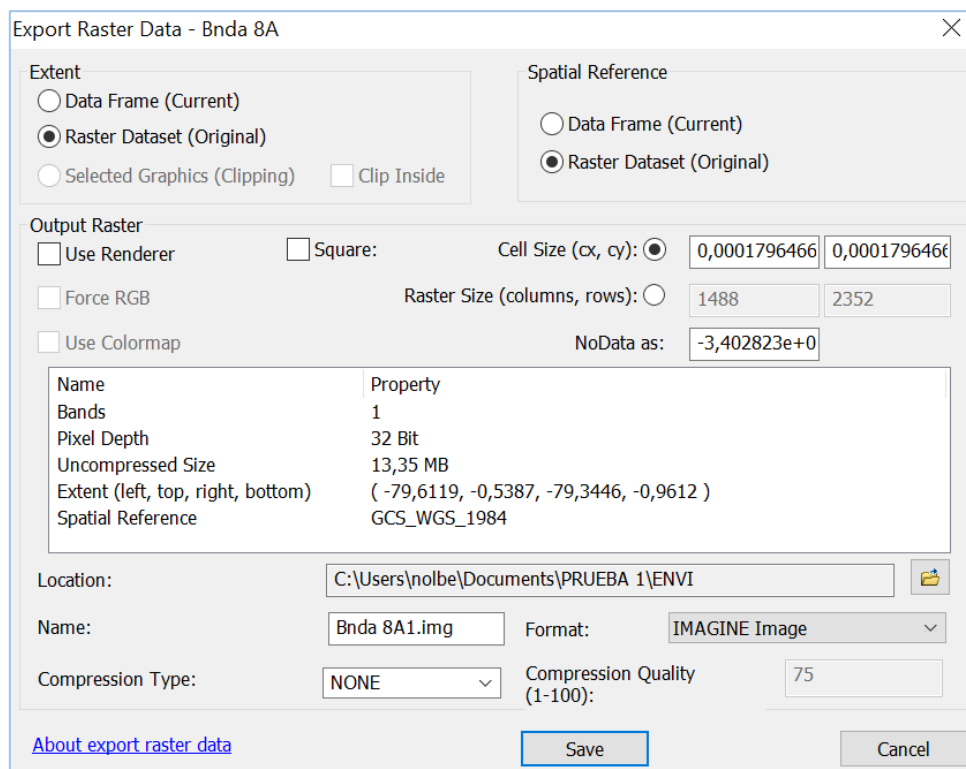 Export Raster Data - Bnda 8A
Extent
Data Frame (Current)
Raster Dataset (Original)
Selected Graphics (Clipping) Clip Inside
Spatial Reference
Data Frame (Current)
Raster Dataset (Original)
Output Raster
Use Renderer Square: Cell Size (cx, cy): 0,0001796466 0,0001796466
Force RGB Raster Size (columns, rows): 1488 2352
Use Colormap NoData as: -3,402823e+0
Name Property
Bands 1
Pixel Depth 32 Bit
Uncompressed Size 13,35 MB
Extent (left, top, right, bottom) ( -79,6119, -0,5387, -79,3446, -0,9612 )
Spatial Reference GCS_WGS_1984
Location: C:\Users\nolbe\Documents\PRUEBA 1\ENVI
Name: Bnda 8A1.img Format: IMAGINE Image
Compression Type: NONE Compression Quality (1-100): 75
About export raster data Save Cancel